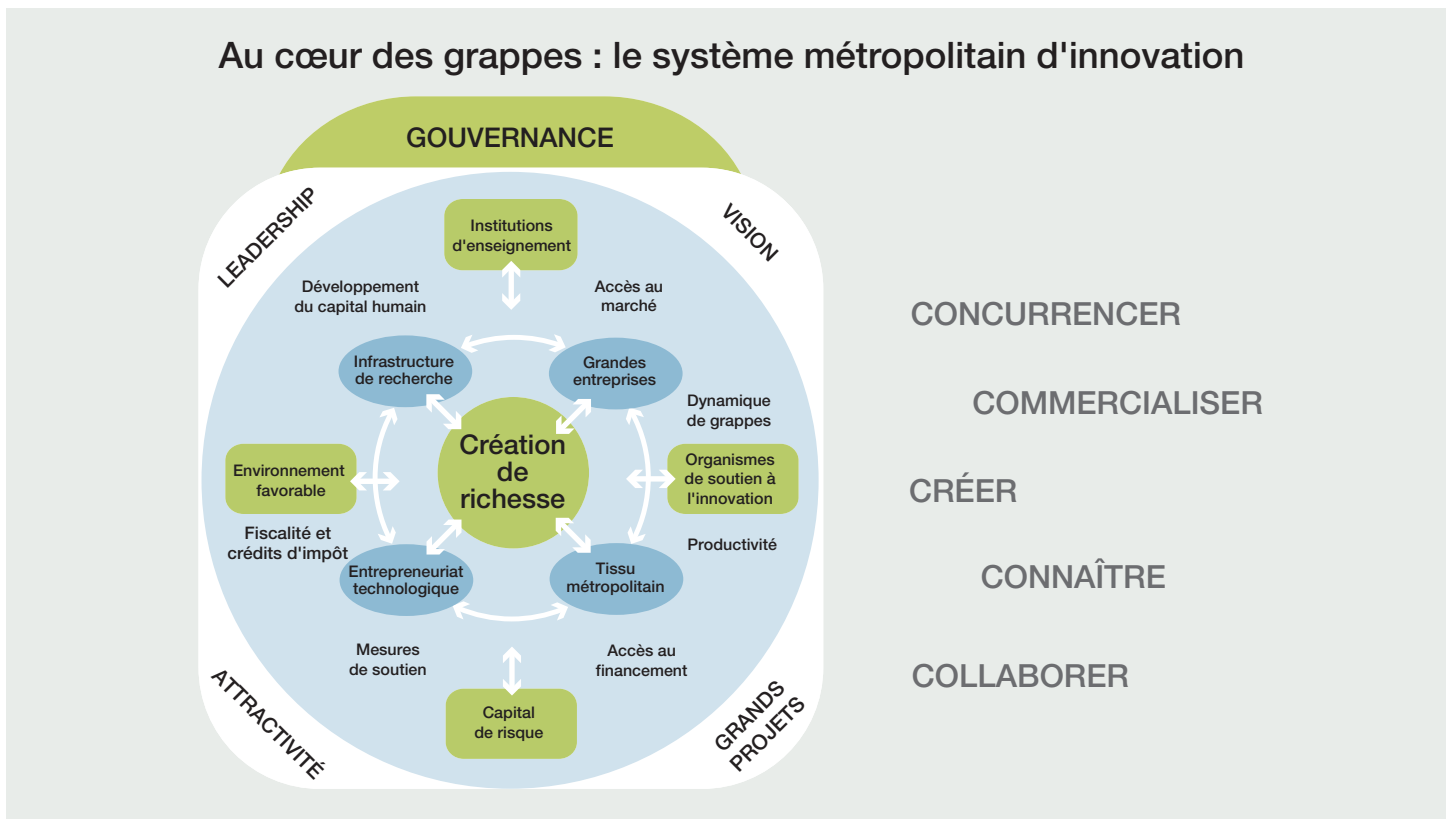 Au cœur des grappes : le système métropolitain d'innovation
GOUVERNANCE
LEADERSHIP
VISION
Institutions
d'enseignement
Développement
du capital humain
Accès au
marché
Infrastructure
de recherche
Grandes
entreprises
Dynamique
de grappes
Création
de
richesse
Environnement
favorable
Organismes
de soutien à
l'innovation
Fiscalité et
crédits d'impôt
Productivité
Entrepreneuriat
technologique
Tissu
métropolitain
Mesures
de soutien
Accès au
financement
Capital
de risque
ATTRACTIVITÉ
GRANDS
PROJETS
CONCURRENCER
COMMERCIALISER
CRÉER
CONNAÎTRE
COLLABORER